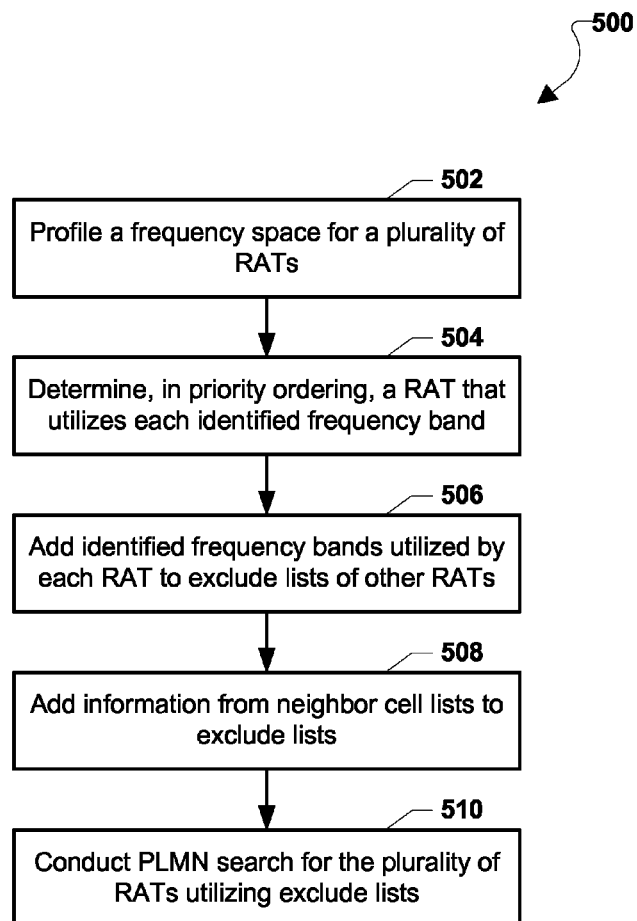 500
502
Profile a frequency space for a plurality of
RATs
504
Determine, in priority ordering, a RAT that
utilizes each identified frequency band
506
Add identified frequency bands utilized by
each RAT to exclude lists of other RATs
508
Add information from neighbor cell lists to
exclude lists
510
Conduct PLMN search for the plurality of
RATs utilizing exclude lists